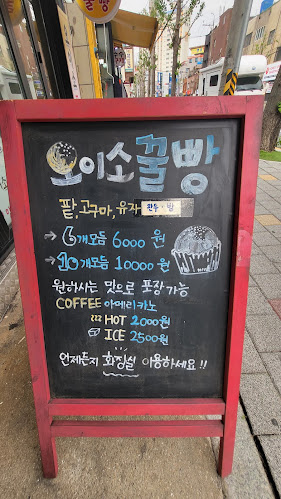 오이소꿀빵
팥, 고구마, 유자
→ 6개모듬 6000원
→ 10개모듬 10000원
원하시는 맛으로 포장가능
COFFEE 아메리카노
HOT 2000원
ICE 2500원
언제든지 화장실 이용하세요!!